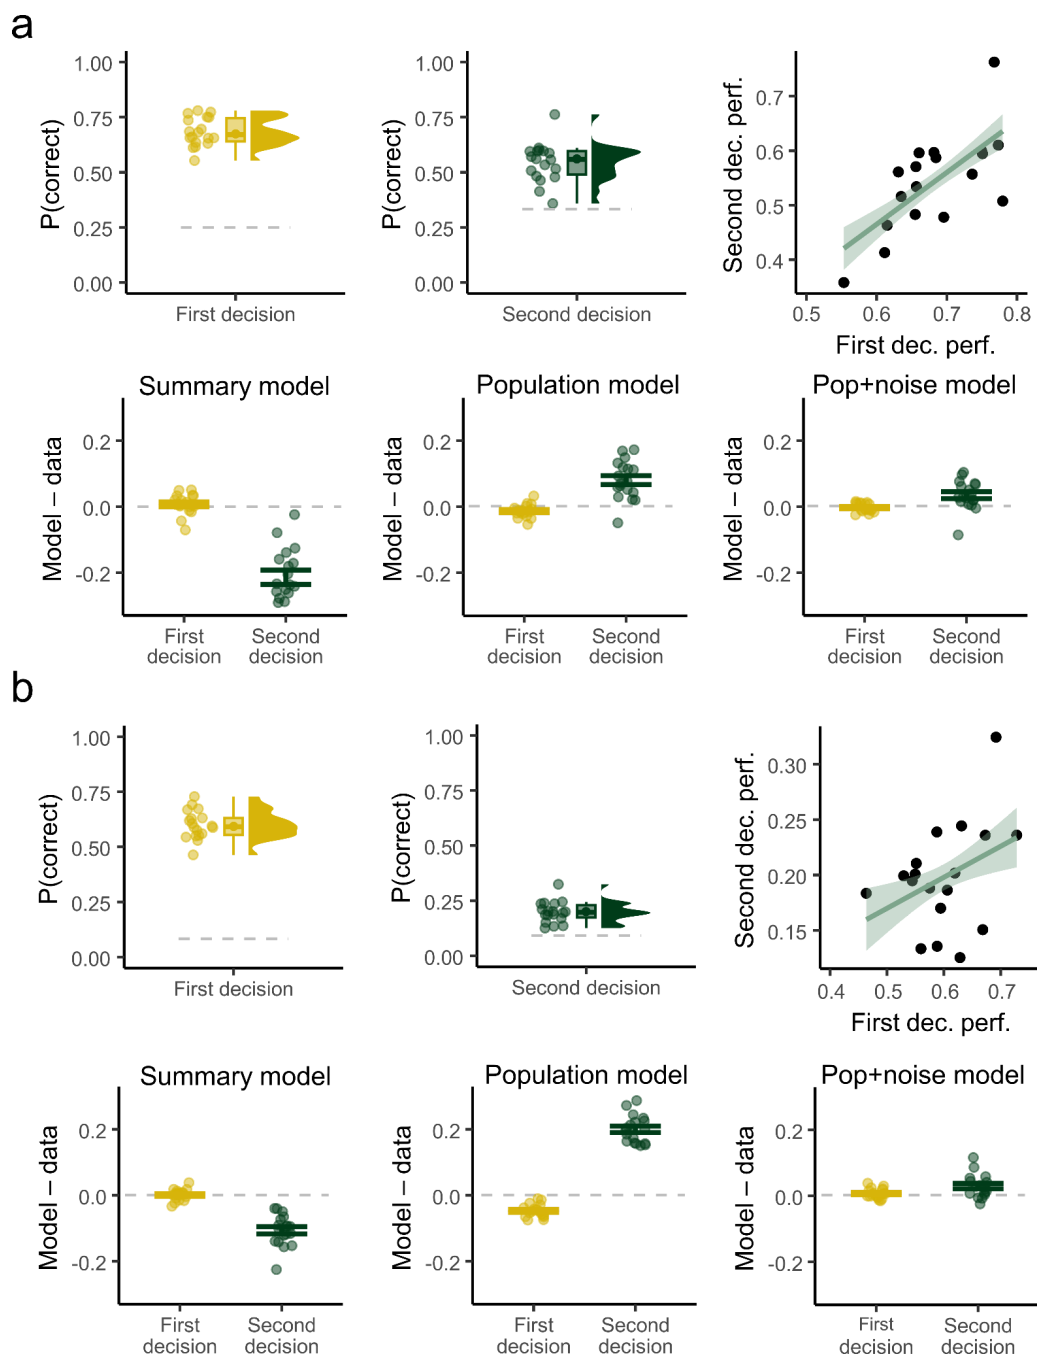 a
P(correct)
1.00
0.75
0.50
0.25
0.00
First decision
P(correct)
1.00
0.75
0.50
0.25
0.00
Second decision
Second dec. perf.
0.7
0.6
0.5
0.4
0.5 0.6 0.7 0.8
First dec. perf.
Summary model
Model – data
0.2
0.0
-0.2
First decision
Second decision
Population model
Model – data
0.2
0.0
-0.2
First decision
Second decision
Pop+noise model
Model – data
0.2
0.0
-0.2
First decision
Second decision
b
P(correct)
1.00
0.75
0.50
0.25
0.00
First decision
P(correct)
1.00
0.75
0.50
0.25
0.00
Second decision
Second dec. perf.
0.30
0.25
0.20
0.15
0.4 0.5 0.6 0.7
First dec. perf.
Summary model
Model – data
0.2
0.0
-0.2
First decision
Second decision
Population model
Model – data
0.2
0.0
-0.2
First decision
Second decision
Pop+noise model
Model – data
0.2
0.0
-0.2
First decision
Second decision